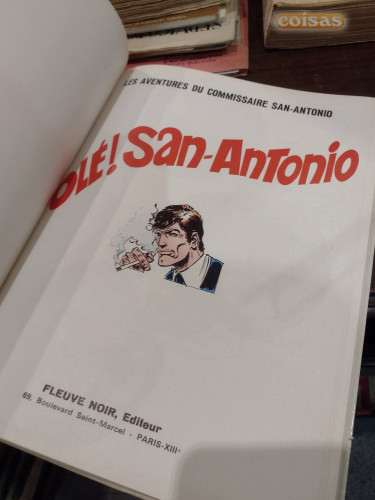 coisas
LES AVENTURES DU COMMISSAIRE SAN-ANTONIO
OLÉ! San-Antonio
FLEUVE NOIR, Editeur
69, Boulevard Saint-Marcel - PARIS-XIIIe